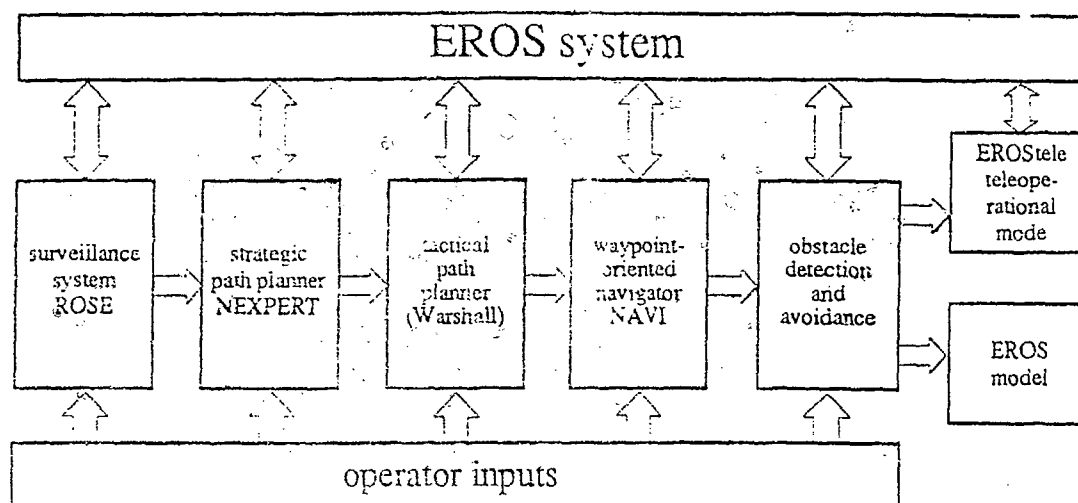 EROS system
surveillance
system
ROSE
strategic
path planner
NEXPERT
tactical
path
planner
(Warshall)
waypoint-
oriented
navigator
NAVI
obstacle
detection
and
avoidance
EROStele
teleope-
rational
mode
EROS
model
operator inputs